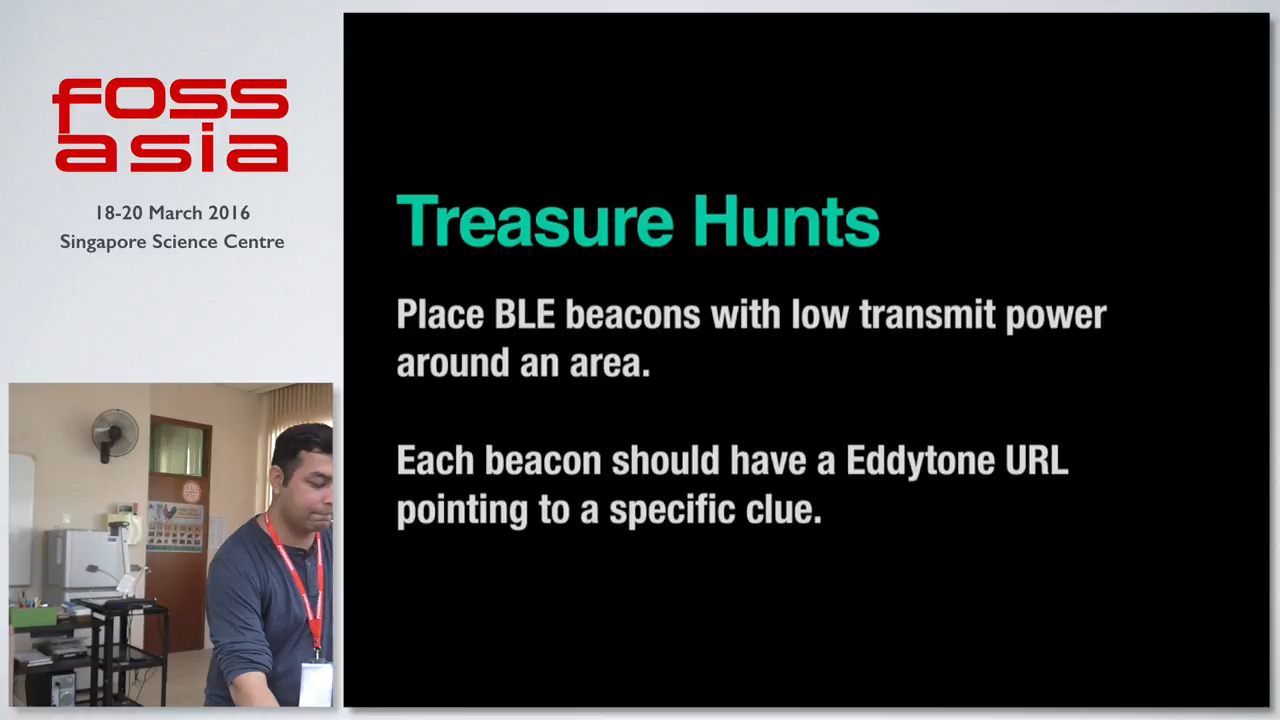 foss
asia
18-20 March 2016
Singapore Science Centre
Treasure Hunts
Place BLE beacons with low transmit power
around an area.
Each beacon should have a Eddytone URL
pointing to a specific clue.